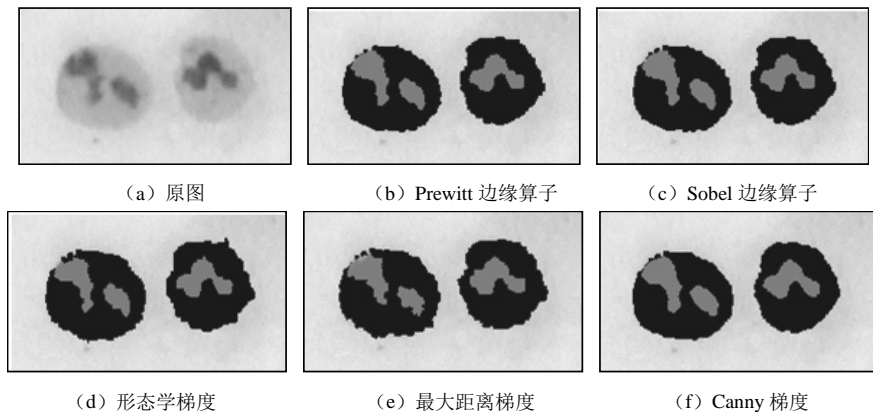 （a）原图
（b）Prewitt 边缘算子
（c）Sobel 边缘算子
（d）形态学梯度
（e）最大距离梯度
（f）Canny 梯度